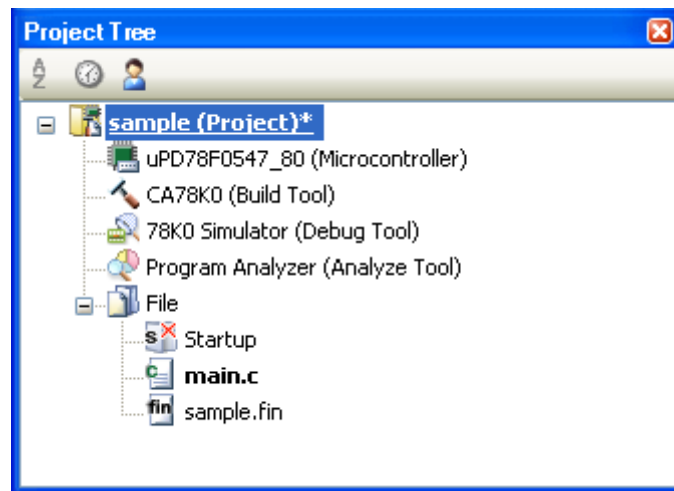 Project Tree
sample (Project)*
uPD78F0547_80 (Microcontroller)
CA78K0 (Build Tool)
78K0 Simulator (Debug Tool)
Program Analyzer (Analyze Tool)
File
Startup
main.c
sample.fin